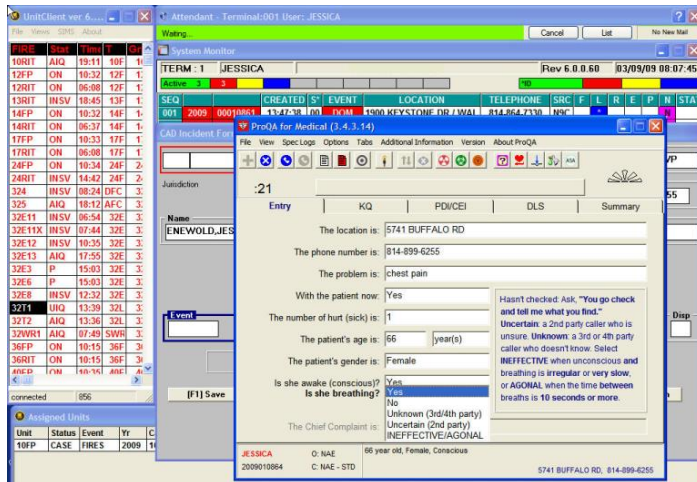 UnitClient ver 6....
File Views SIMS About
FIRE Stat Time T Gr
10RIT AIQ 19:11 10F
12FP ON 10:32 12F
12RIT ON 06:08 12F
13RIT INSV 18:45 13F
14FP ON 10:32 14F
14RIT ON 06:37 14F
17FP ON 10:33 17F
17RIT ON 06:08 17F
24FP ON 10:34 24F
24RIT INSV 14:42 24F
324 INSV 08:24 DFC
325 AIQ 18:12 AFC
32E11 INSV 06:54 32E
32E11X INSV 07:44 32E
32E12 INSV 10:35 32E
32E13 AIQ 17:55 32E
32E3 P 15:03 32E
32E6 P 15:03 32E
32E8 INSV 12:32 32E
32T1 UIQ 13:39 32L
32T2 AIQ 13:36 32L
32WR1 AIQ 07:49 SWR
36FP ON 10:15 36F
36RIT ON 10:15 36F
40FP ON 10:35 40F
connected 856
Assigned Units
Unit Status Event Yr C
10FP CASE FIRES 2009
Attendant - Terminal:001 User: JESSICA
Waiting...
Cancel List No New Mail
System Monitor
TERM : 1 JESSICA Rev 6.0.0.60 03/09/09 08:07:45
Active 3 3 *ID
SEQ CREATED S* EVENT LOCATION TELEPHONE SRC F L R E P N STA
001 2009 00010861 13:47:38 00 DOM 1900 KEYSTONE DR / WAL 814-864-7330 N9C * N
CAD Incident Form
Jurisdiction
Name
ENEWOLD,JES
Event
Disp
[F1] Save
ProQA for Medical (3.4.3.14)
File View Spec Logs Options Tabs Additional Information Version About ProQA
:21
Entry KQ PDI/CEI DLS Summary
The location is: 5741 BUFFALO RD
The phone number is: 814-899-6255
The problem is: chest pain
With the patient now: Yes
The number of hurt (sick) is: 1
The patient's age is: 66 year(s)
The patient's gender is: Female
Is she awake (conscious)? Yes
Is she breathing?
Yes
No
Unknown (3rd/4th party)
Uncertain (2nd party)
INEFFECTIVE/AGONAL
The Chief Complaint is:
Hasn't checked: Ask, "You go check
and tell me what you find."
Uncertain: a 2nd party caller who is
unsure. Unknown: a 3rd or 4th party
caller who doesn't know. Select
INEFFECTIVE when unconscious and
breathing is irregular or very slow,
or AGONAL when the time between
breaths is 10 seconds or more.
JESSICA O: NAE 66 year old, Female, Conscious
2009010864 C: NAE - STD
5741 BUFFALO RD, 814-899-6255